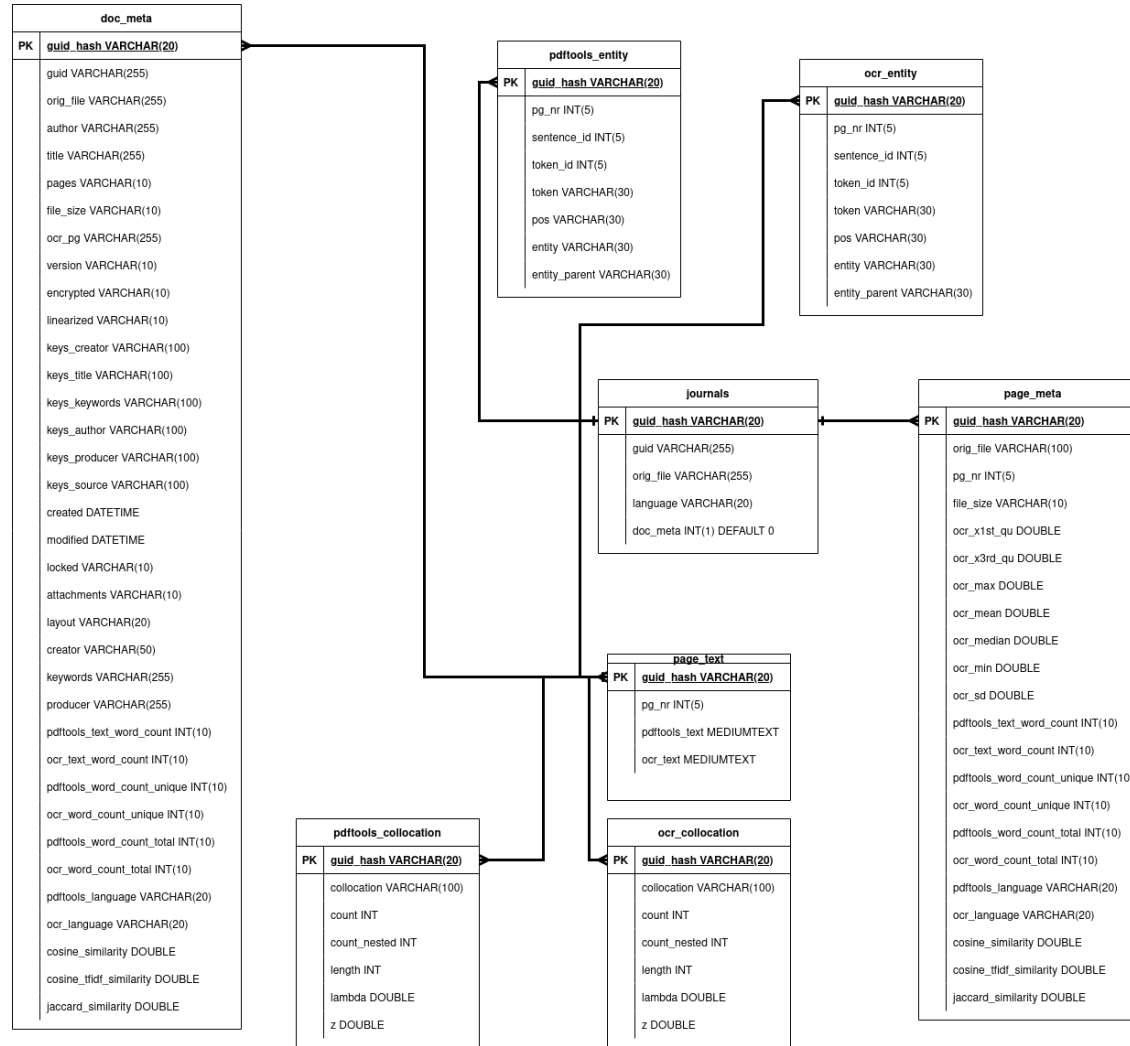 doc_meta
PK guid_hash VARCHAR(20)
guid VARCHAR(255)
orig_file VARCHAR(255)
author VARCHAR(255)
title VARCHAR(255)
pages VARCHAR(10)
file_size VARCHAR(10)
ocr_pg VARCHAR(255)
version VARCHAR(10)
encrypted VARCHAR(10)
linearized VARCHAR(10)
keys_creator VARCHAR(100)
keys_title VARCHAR(100)
keys_keywords VARCHAR(100)
keys_author VARCHAR(100)
keys_producer VARCHAR(100)
keys_source VARCHAR(100)
created DATETIME
modified DATETIME
locked VARCHAR(10)
attachments VARCHAR(10)
layout VARCHAR(20)
creator VARCHAR(50)
keywords VARCHAR(255)
producer VARCHAR(255)
pdftools_text_word_count INT(10)
ocr_text_word_count INT(10)
pdftools_word_count_unique INT(10)
ocr_word_count_unique INT(10)
pdftools_word_count_total INT(10)
ocr_word_count_total INT(10)
pdftools_language VARCHAR(20)
ocr_language VARCHAR(20)
cosine_similarity DOUBLE
cosine_tfidf_similarity DOUBLE
jaccard_similarity DOUBLE
pdftools_entity
PK guid_hash VARCHAR(20)
pg_nr INT(5)
sentence_id INT(5)
token_id INT(5)
token VARCHAR(30)
pos VARCHAR(30)
entity VARCHAR(30)
entity_parent VARCHAR(30)
ocr_entity
PK guid_hash VARCHAR(20)
pg_nr INT(5)
sentence_id INT(5)
token_id INT(5)
token VARCHAR(30)
pos VARCHAR(30)
entity VARCHAR(30)
entity_parent VARCHAR(30)
journals
PK guid_hash VARCHAR(20)
guid VARCHAR(255)
orig_file VARCHAR(255)
language VARCHAR(20)
doc_meta INT(1) DEFAULT 0
page_meta
PK guid_hash VARCHAR(20)
orig_file VARCHAR(100)
pg_nr INT(5)
file_size VARCHAR(10)
ocr_x1st_qu DOUBLE
ocr_x3rd_qu DOUBLE
ocr_max DOUBLE
ocr_mean DOUBLE
ocr_median DOUBLE
ocr_min DOUBLE
ocr_sd DOUBLE
pdftools_text_word_count INT(10)
ocr_text_word_count INT(10)
pdftools_word_count_unique INT(10
ocr_word_count_unique INT(10)
pdftools_word_count_total INT(10)
ocr_word_count_total INT(10)
pdftools_language VARCHAR(20)
ocr_language VARCHAR(20)
cosine_similarity DOUBLE
cosine_tfidf_similarity DOUBLE
jaccard_similarity DOUBLE
page_text
PK guid_hash VARCHAR(20)
pg_nr INT(5)
pdftools_text MEDIUMTEXT
ocr_text MEDIUMTEXT
pdftools_collocation
PK guid_hash VARCHAR(20)
collocation VARCHAR(100)
count INT
count_nested INT
length INT
lambda DOUBLE
z DOUBLE
ocr_collocation
PK guid_hash VARCHAR(20)
collocation VARCHAR(100)
count INT
count_nested INT
length INT
lambda DOUBLE
z DOUBLE